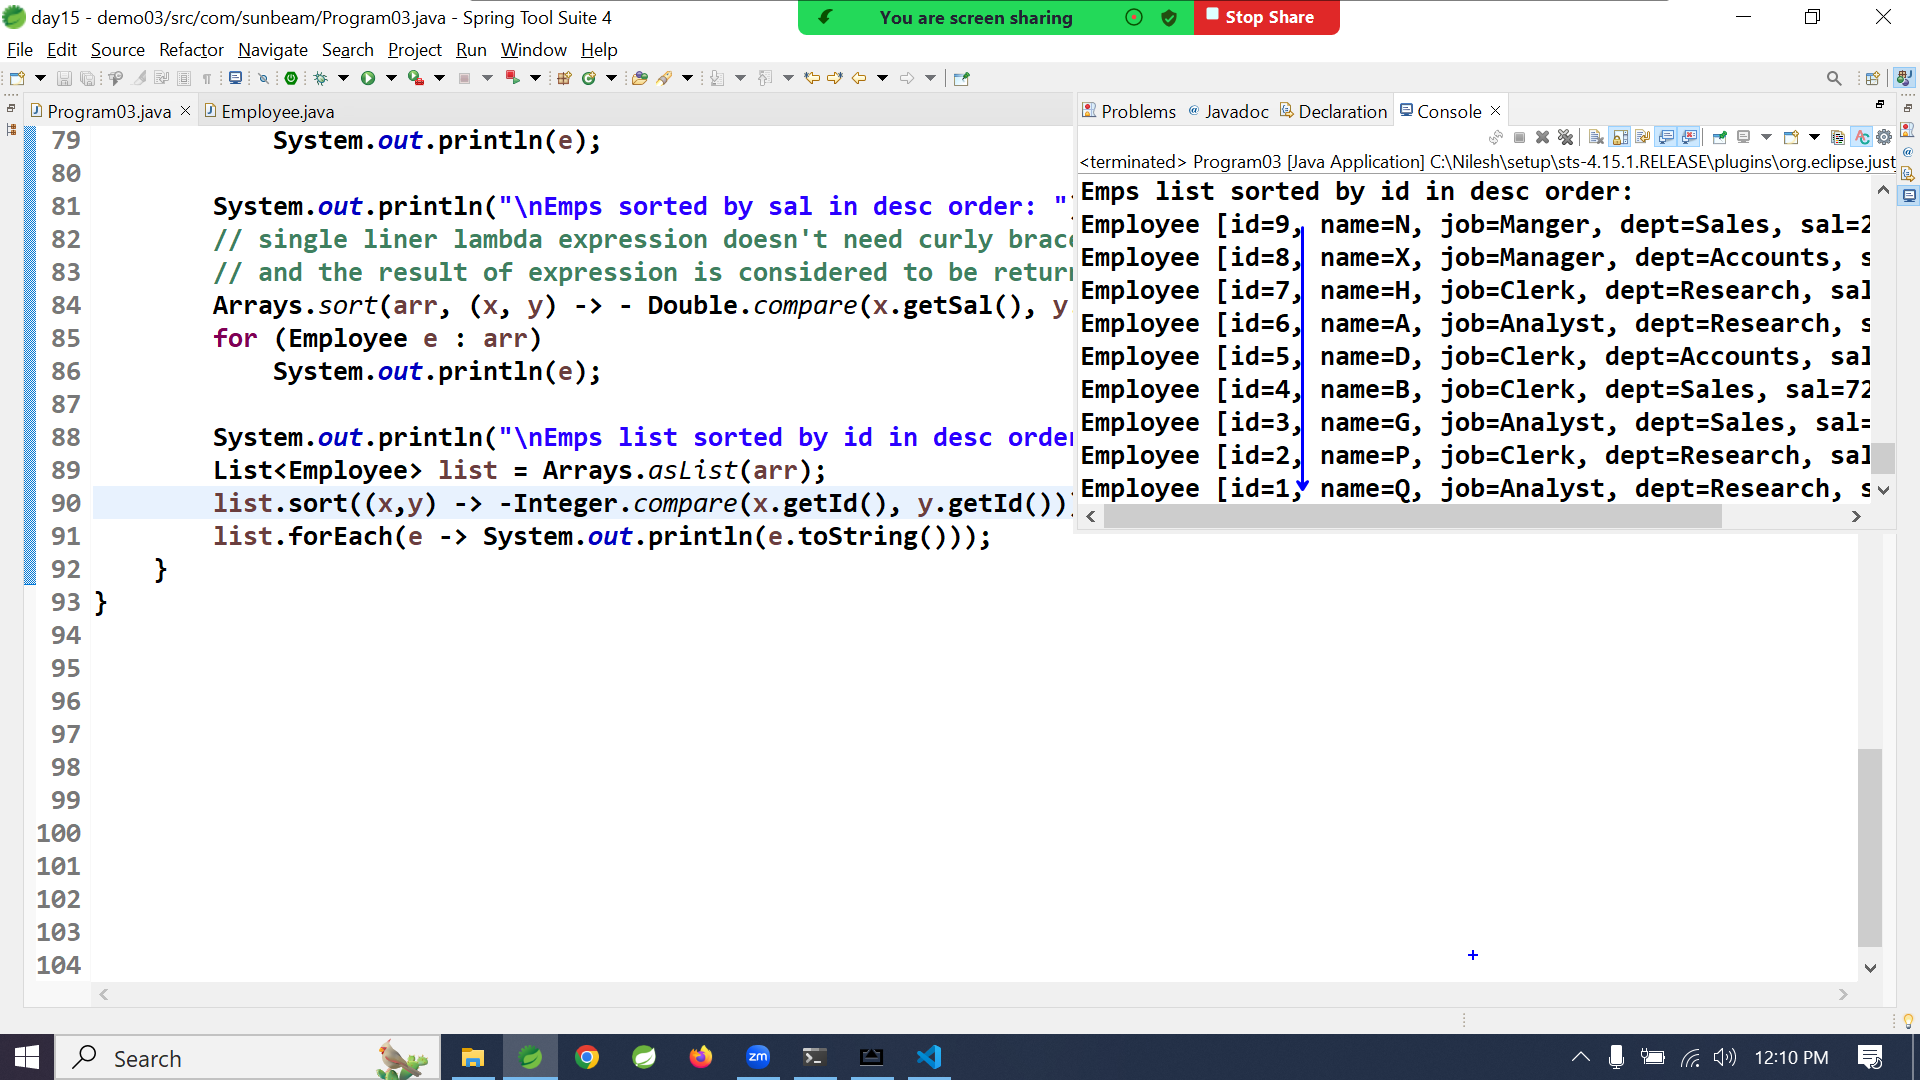 day15 - demo03/src/com/sunbeam/Program03.java - Spring Tool Suite 4
You are screen sharing
Stop Share
File Edit Source Refactor Navigate Search Project Run Window Help
Program03.java
Employee.java
79 System.out.println(e);
80
81 System.out.println("\nEmps sorted by sal in desc order: "
82 // single liner lambda expression doesn't need curly brace
83 // and the result of expression is considered to be return
84 Arrays.sort(arr, (x, y) -> - Double.compare(x.getSal(), y
85 for (Employee e : arr)
86 System.out.println(e);
87
88 System.out.println("\nEmps list sorted by id in desc order
89 List<Employee> list = Arrays.asList(arr);
90 list.sort((x,y) -> -Integer.compare(x.getId(), y.getId())
91 list.forEach(e -> System.out.println(e.toString()));
92 }
93 }
94
95
96
97
98
99
100
101
102
103
104
Problems Javadoc Declaration Console
<terminated> Program03 [Java Application] C:\Nilesh\setup\sts-4.15.1.RELEASE\plugins\org.eclipse.just
Emps list sorted by id in desc order:
Employee [id=9, name=N, job=Manger, dept=Sales, sal=2
Employee [id=8, name=X, job=Manager, dept=Accounts, s
Employee [id=7, name=H, job=Clerk, dept=Research, sal
Employee [id=6, name=A, job=Analyst, dept=Research, s
Employee [id=5, name=D, job=Clerk, dept=Accounts, sal
Employee [id=4, name=B, job=Clerk, dept=Sales, sal=72
Employee [id=3, name=G, job=Analyst, dept=Sales, sal=
Employee [id=2, name=P, job=Clerk, dept=Research, sal
Employee [id=1, name=Q, job=Analyst, dept=Research, s
Search
zm
12:10 PM